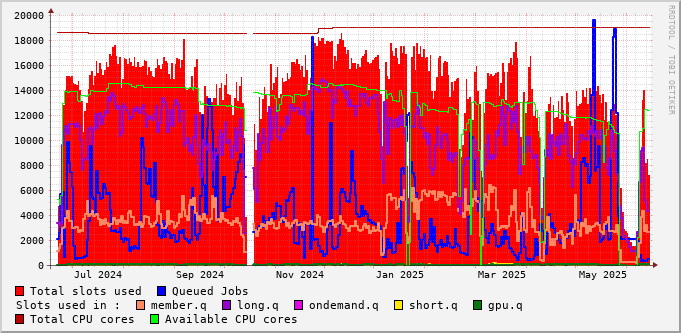 20000
18000
16000
14000
12000
10000
8000
6000
4000
2000
0
Jul 2024 Sep 2024 Nov 2024 Jan 2025 Mar 2025 May 2025
RRDTOOL / TOBI OETIKER
Total slots used Queued Jobs
Slots used in : member.q long.q ondemand.q short.q gpu.q
Total CPU cores Available CPU cores